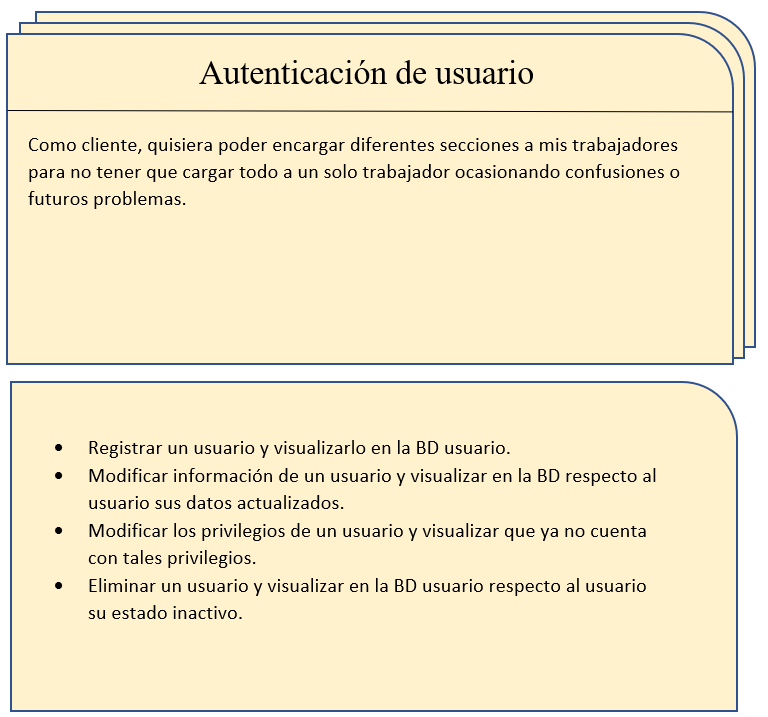 Autenticación de usuario
Como cliente, quisiera poder encargar diferentes secciones a mis trabajadores
para no tener que cargar todo a un solo trabajador ocasionando confusiones o
futuros problemas.
• Registrar un usuario y visualizarlo en la BD usuario.
• Modificar información de un usuario y visualizar en la BD respecto al
usuario sus datos actualizados.
• Modificar los privilegios de un usuario y visualizar que ya no cuenta
con tales privilegios.
• Eliminar un usuario y visualizar en la BD usuario respecto al usuario
su estado inactivo.